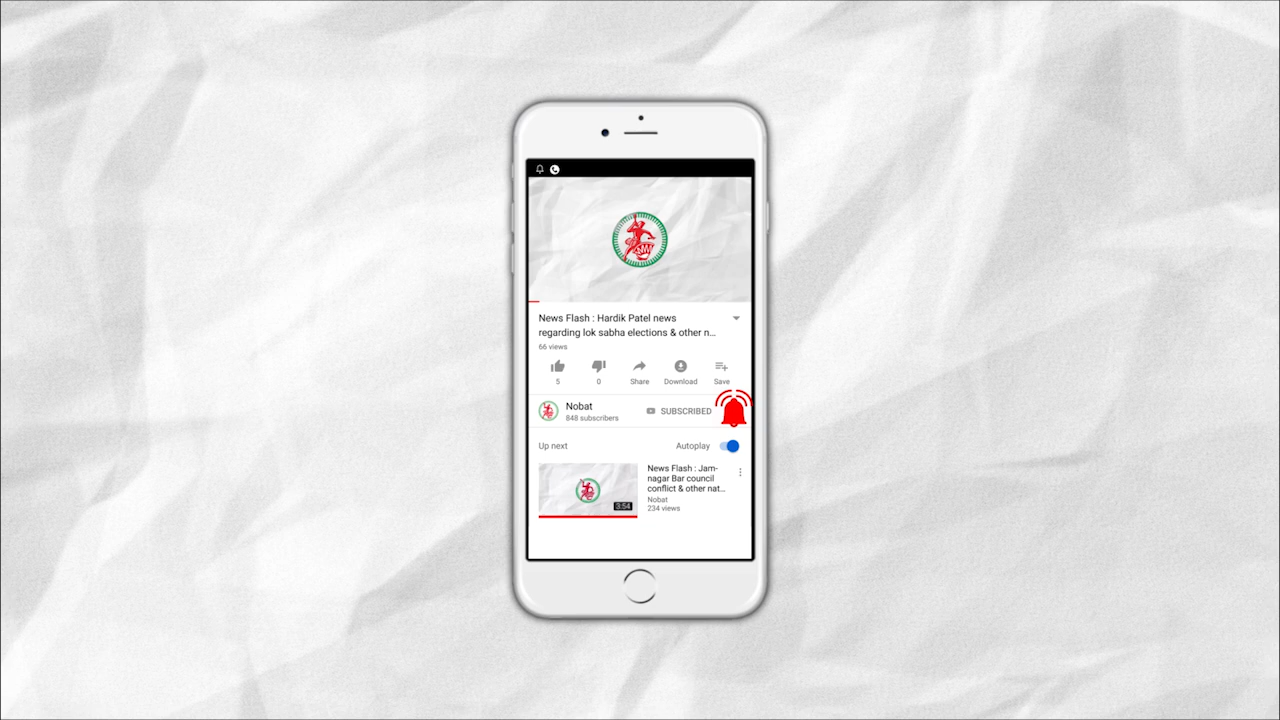 News Flash : Hardik Patel news
regarding lok sabha elections & other n...
66 views
5
0
Share
Download
Save
Nobat
848 subscribers
SUBSCRIBED
Up next
Autoplay
3:54
News Flash : Jam-
nagar Bar council
conflict & other nat...
Nobat
234 views